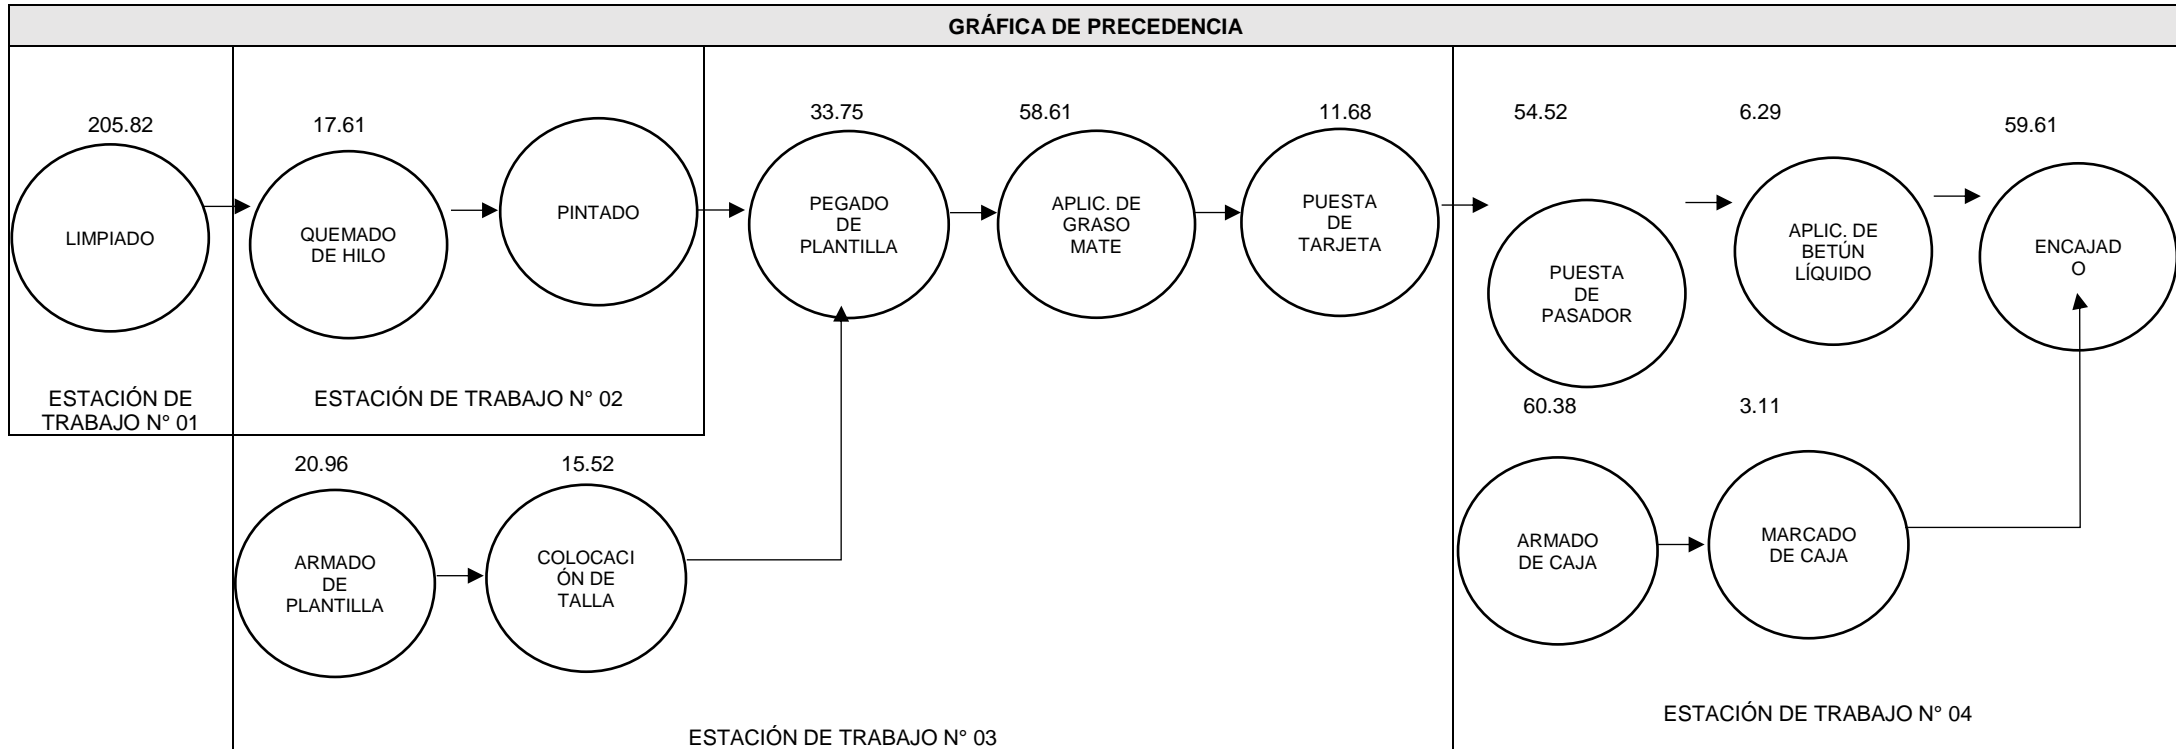 GRÁFICA DE PRECEDENCIA
205.82
LIMPIADO
ESTACIÓN DE
TRABAJO N° 01
17.61
QUEMADO
DE HILO
PINTADO
ESTACIÓN DE TRABAJO N° 02
33.75
PEGADO
DE
PLANTILLA
58.61
APLIC. DE
GRASO
MATE
11.68
PUESTA
DE
TARJETA
20.96
ARMADO
DE
PLANTILLA
15.52
COLOCACI
ÓN DE
TALLA
ESTACIÓN DE TRABAJO N° 03
54.52
PUESTA
DE
PASADOR
6.29
APLIC. DE
BETÚN
LÍQUIDO
59.61
ENCAJAD
O
60.38
ARMADO
DE CAJA
3.11
MARCADO
DE CAJA
ESTACIÓN DE TRABAJO N° 04